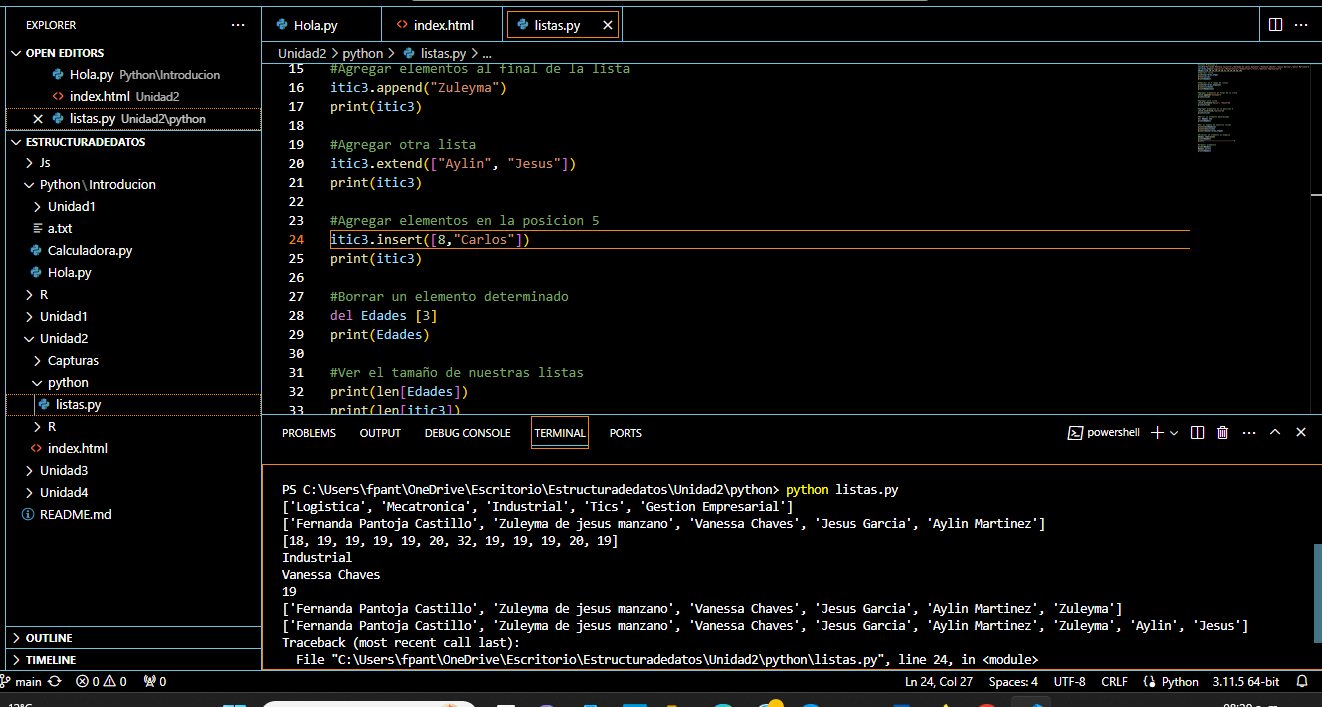 EXPLORER
OPEN EDITORS
Hola.py Python\Introducion
index.html Unidad2
listas.py Unidad2\python
ESTRUCTURADEDATOS
Js
Python\Introducion
Unidad1
a.txt
Calculadora.py
Hola.py
R
Unidad1
Unidad2
Capturas
python
listas.py
R
index.html
Unidad3
Unidad4
README.md
OUTLINE
TIMELINE
Hola.py
index.html
listas.py
Unidad2 > python > listas.py > ...
15 #Agregar elementos al final de la lista
16 itic3.append("Zuleyma")
17 print(itic3)
18
19 #Agregar otra lista
20 itic3.extend(["Aylin", "Jesus"])
21 print(itic3)
22
23 #Agregar elementos en la posicion 5
24 itic3.insert([8,"Carlos"])
25 print(itic3)
26
27 #Borrar un elemento determinado
28 del Edades [3]
29 print(Edades)
30
31 #Ver el tamaño de nuestras listas
32 print(len[Edades])
33 print(len[itic3])
PROBLEMS OUTPUT DEBUG CONSOLE TERMINAL PORTS
powershell
PS C:\Users\fpant\OneDrive\Escritorio\Estructuradedatos\Unidad2\python> python listas.py
['Logistica', 'Mecatronica', 'Industrial', 'Tics', 'Gestion Empresarial']
['Fernanda Pantoja Castillo', 'Zuleyma de jesus manzano', 'Vanessa Chaves', 'Jesus Garcia', 'Aylin Martinez']
[18, 19, 19, 19, 19, 20, 32, 19, 19, 19, 20, 19]
Industrial
Vanessa Chaves
19
['Fernanda Pantoja Castillo', 'Zuleyma de jesus manzano', 'Vanessa Chaves', 'Jesus Garcia', 'Aylin Martinez', 'Zuleyma']
['Fernanda Pantoja Castillo', 'Zuleyma de jesus manzano', 'Vanessa Chaves', 'Jesus Garcia', 'Aylin Martinez', 'Zuleyma', 'Aylin', 'Jesus']
Traceback (most recent call last):
File "C:\Users\fpant\OneDrive\Escritorio\Estructuradedatos\Unidad2\python\listas.py", line 24, in <module>
main 0 0 0 Ln 24, Col 27 Spaces: 4 UTF-8 CRLF Python 3.11.5 64-bit